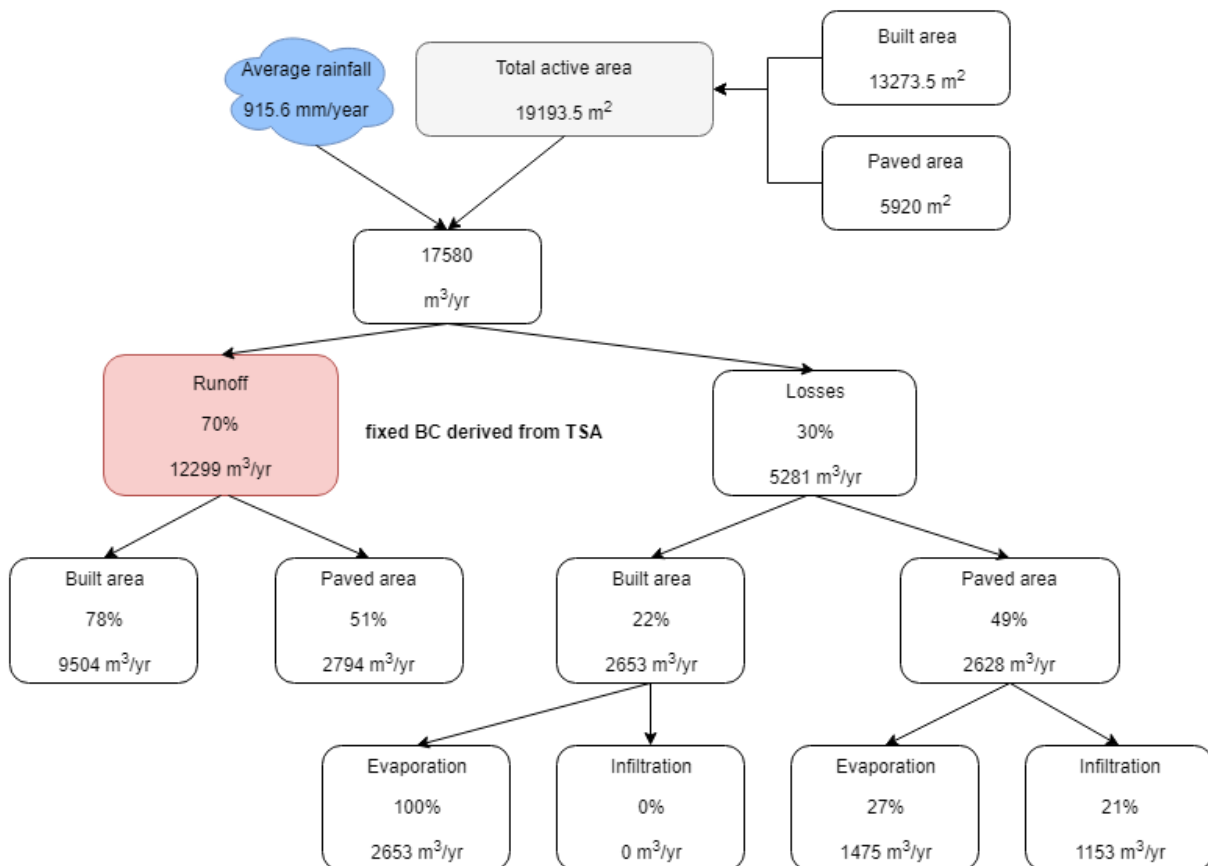 Average rainfall
915.6 mm/year
Total active area
19193.5 m²
Built area
13273.5 m²
Paved area
5920 m²
17580
m³/yr
Runoff
70%
12299 m³/yr
fixed BC derived from TSA
Losses
30%
5281 m³/yr
Built area
78%
9504 m³/yr
Paved area
51%
2794 m³/yr
Built area
22%
2653 m³/yr
Paved area
49%
2628 m³/yr
Evaporation
100%
2653 m³/yr
Infiltration
0%
0 m³/yr
Evaporation
27%
1475 m³/yr
Infiltration
21%
1153 m³/yr